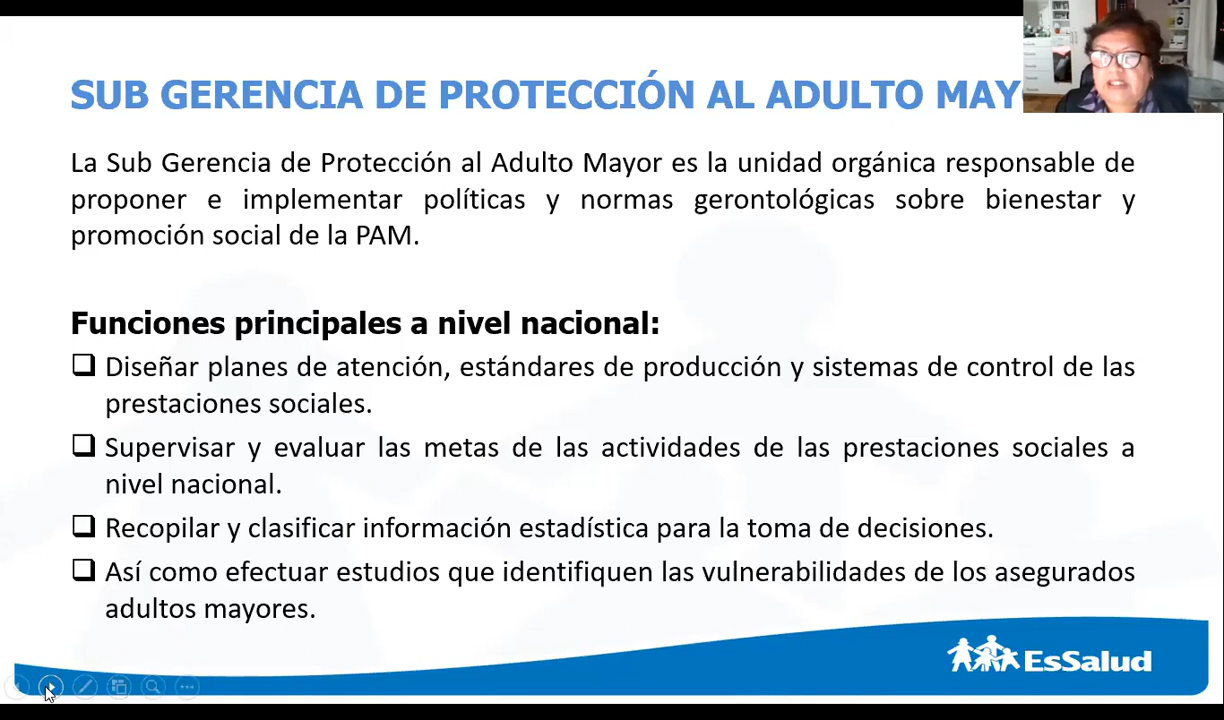 SUB GERENCIA DE PROTECCIÓN AL ADULTO MAY
La Sub Gerencia de Protección al Adulto Mayor es la unidad orgánica responsable de
proponer e implementar políticas y normas gerontológicas sobre bienestar y
promoción social de la PAM.
Funciones principales a nivel nacional:
Diseñar planes de atención, estándares de producción y sistemas de control de las
prestaciones sociales.
Supervisar y evaluar las metas de las actividades de las prestaciones sociales a
nivel nacional.
Recopilar y clasificar información estadística para la toma de decisiones.
Así como efectuar estudios que identifiquen las vulnerabilidades de los asegurados
adultos mayores.
EsSalud